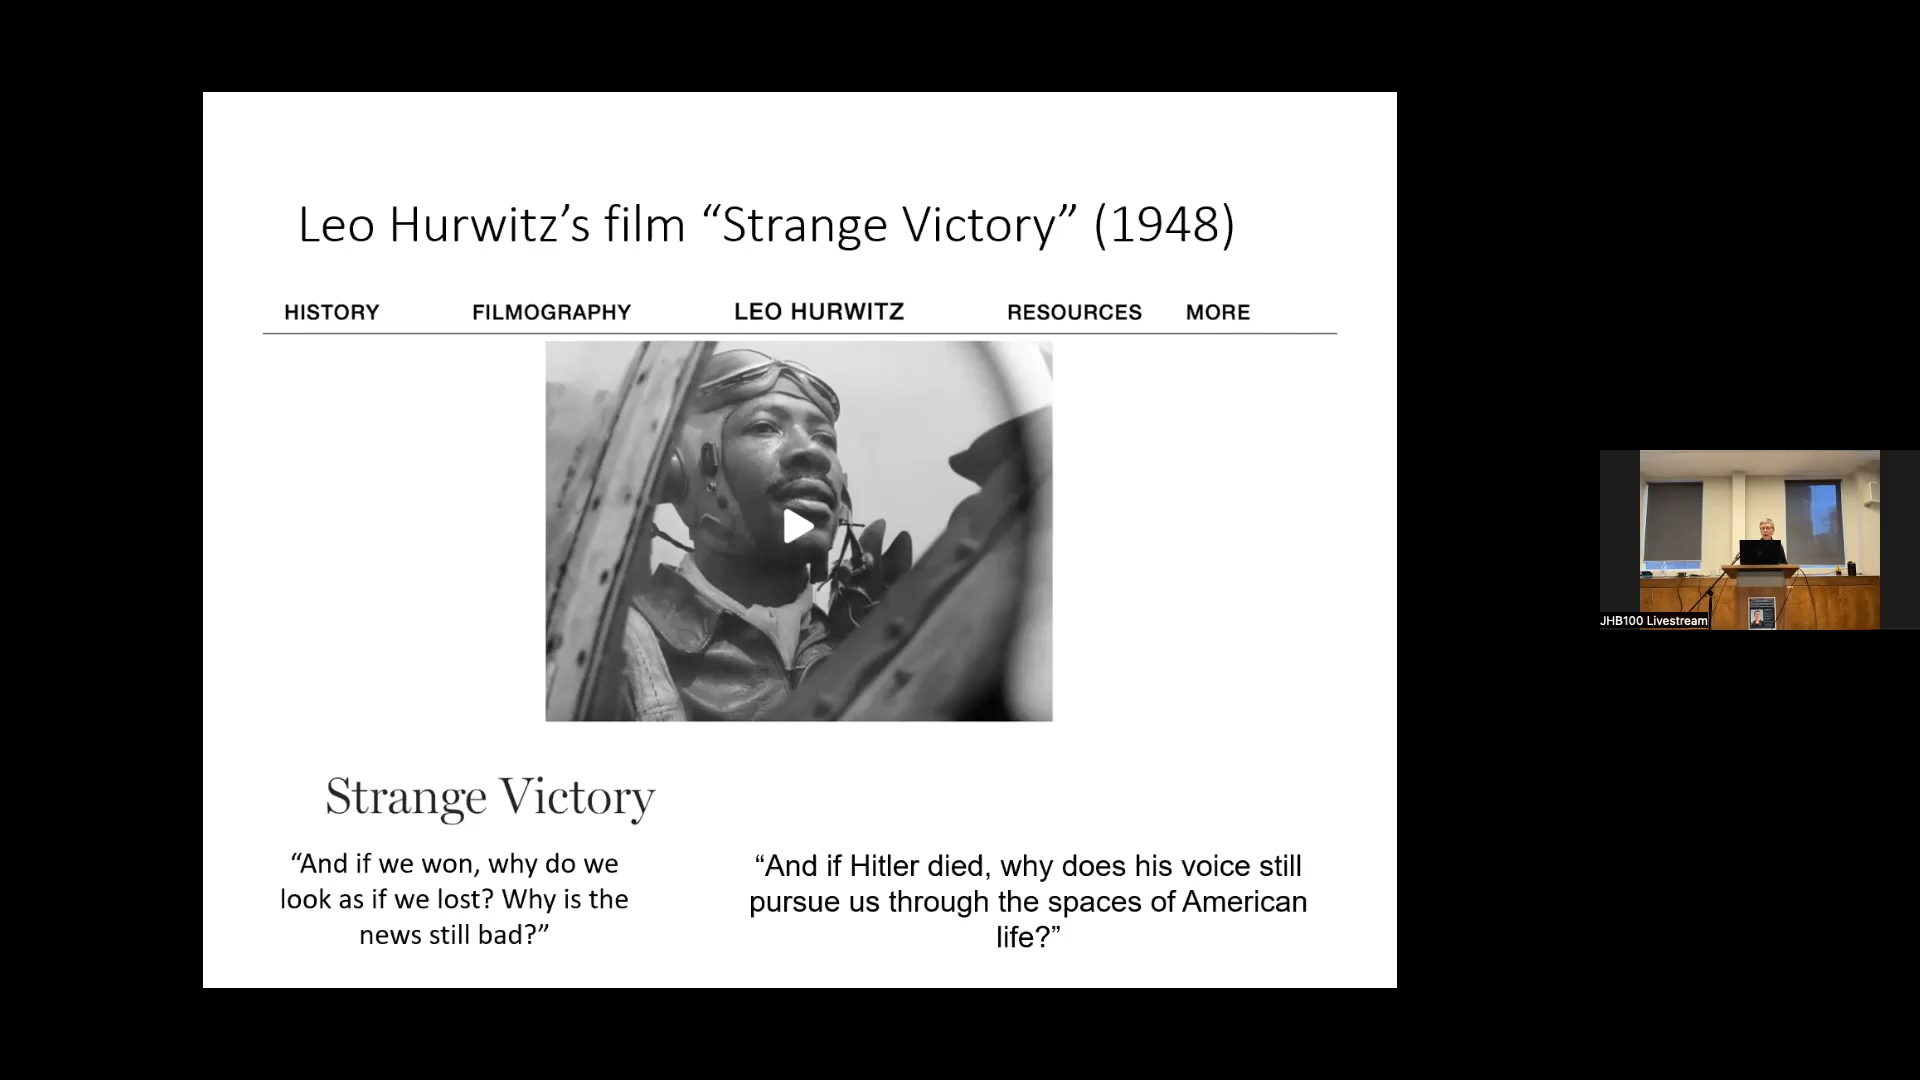 Leo Hurwitz’s film “Strange Victory” (1948)
HISTORY FILMOGRAPHY LEO HURWITZ RESOURCES MORE
Strange Victory
“And if we won, why do we
look as if we lost? Why is the
news still bad?”
“And if Hitler died, why does his voice still
pursue us through the spaces of American
life?”
JHB100 Livestream